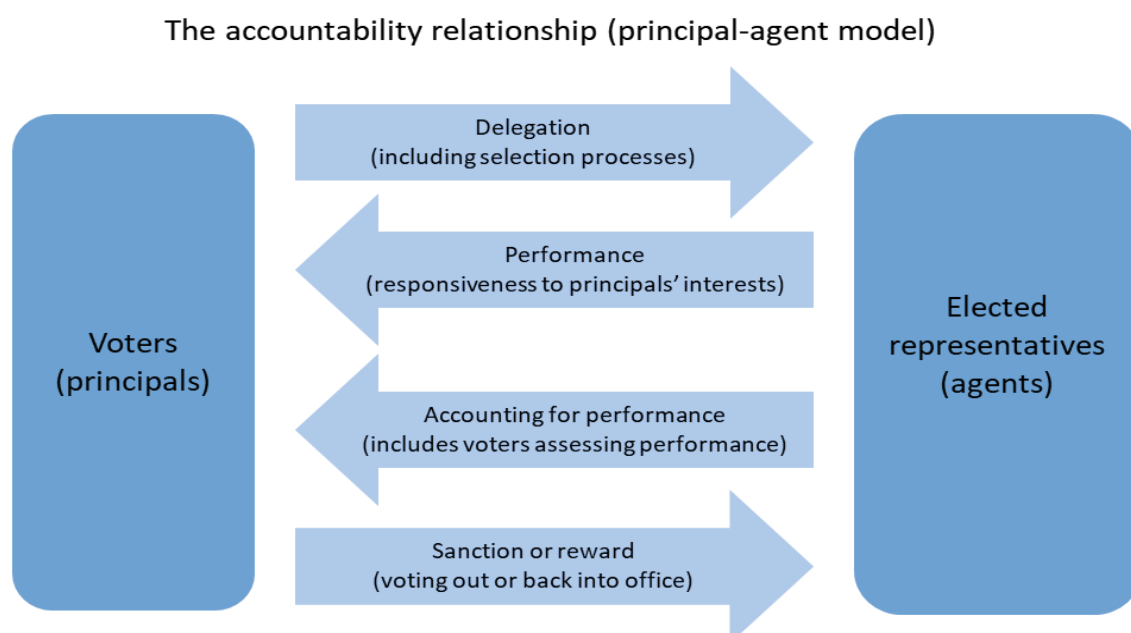 The accountability relationship (principal-agent model)
Delegation
(including selection processes)
Performance
(responsiveness to principals’ interests)
Voters
(principals)
Elected
representatives
(agents)
Accounting for performance
(includes voters assessing performance)
Sanction or reward
(voting out or back into office)